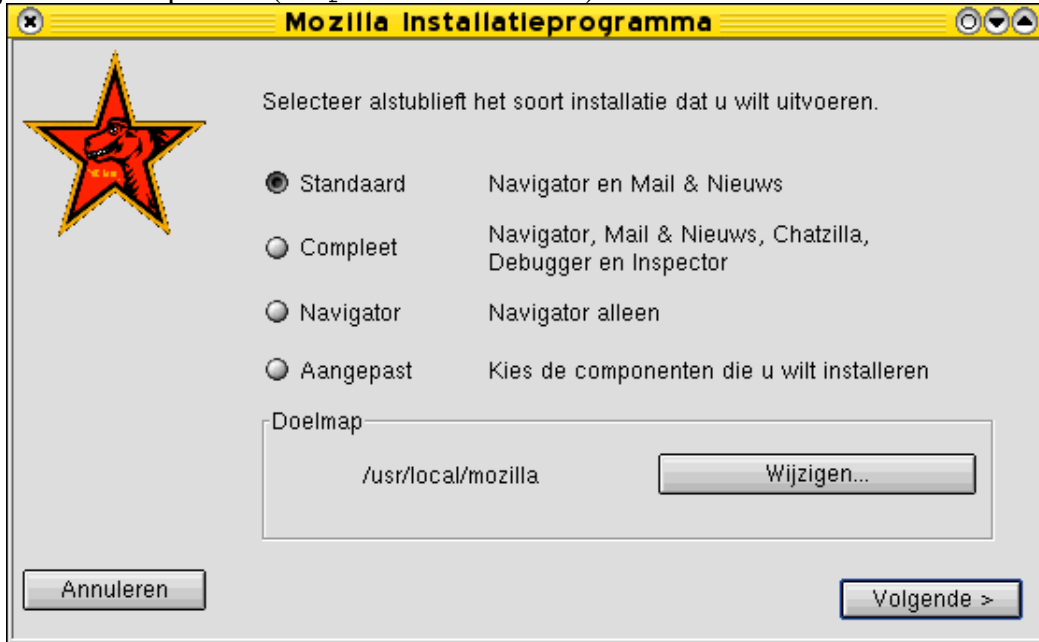 Mozilla Installatieprogramma
Selecteer alstublieft het soort installatie dat u wilt uitvoeren.
Standaard Navigator en Mail & Nieuws
Compleet Navigator, Mail & Nieuws, Chatzilla,
Debugger en Inspector
Navigator Navigator alleen
Aangepast Kies de componenten die u wilt installeren
Doelmap
/usr/local/mozilla Wijzigen...
Annuleren Volgende >